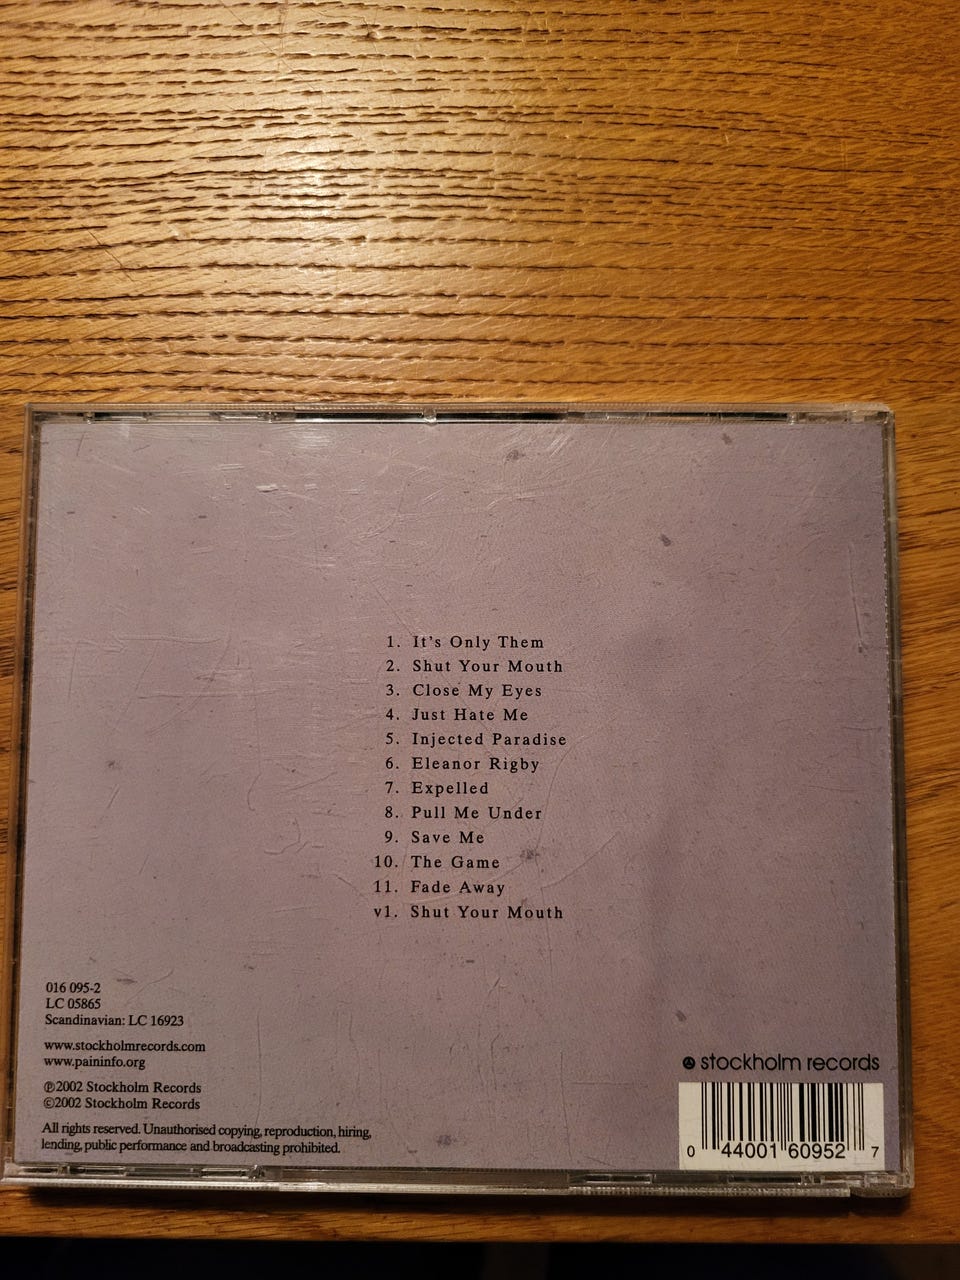 1. It's Only Them
2. Shut Your Mouth
3. Close My Eyes
4. Just Hate Me
5. Injected Paradise
6. Eleanor Rigby
7. Expelled
8. Pull Me Under
9. Save Me
10. The Game
11. Fade Away
v1. Shut Your Mouth
016 095-2
LC 05865
Scandinavian: LC 16923
www.stockholmrecords.com
www.paininfo.org
℗2002 Stockholm Records
©2002 Stockholm Records
All rights reserved. Unauthorised copying, reproduction, hiring,
lending, public performance and broadcasting prohibited.
stockholm records
0 44001 60952 7